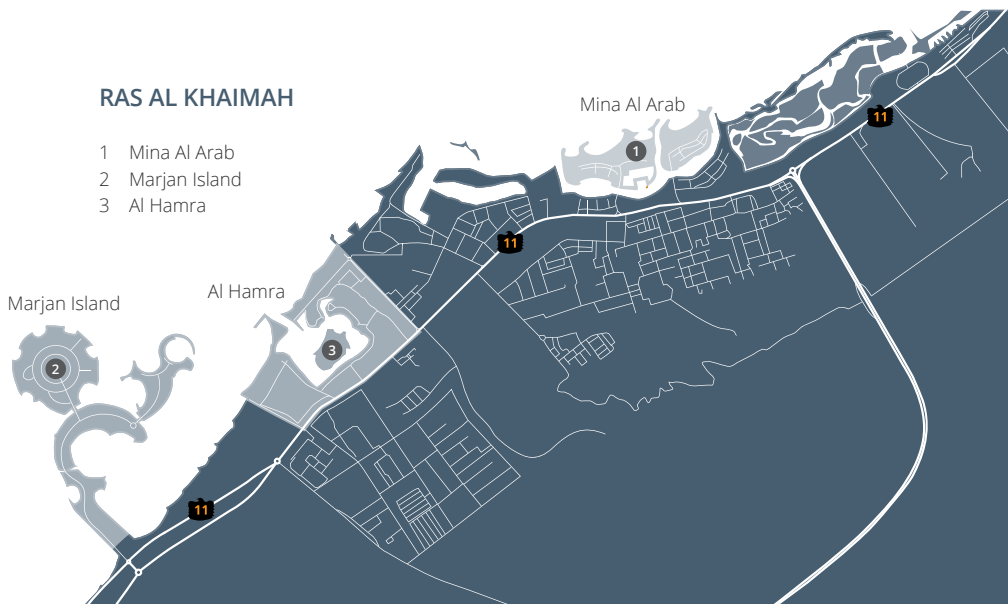 RAS AL KHAIMAH
1 Mina Al Arab
2 Marjan Island
3 Al Hamra
Mina Al Arab
1
11
11
Al Hamra
Marjan Island
3
2
11